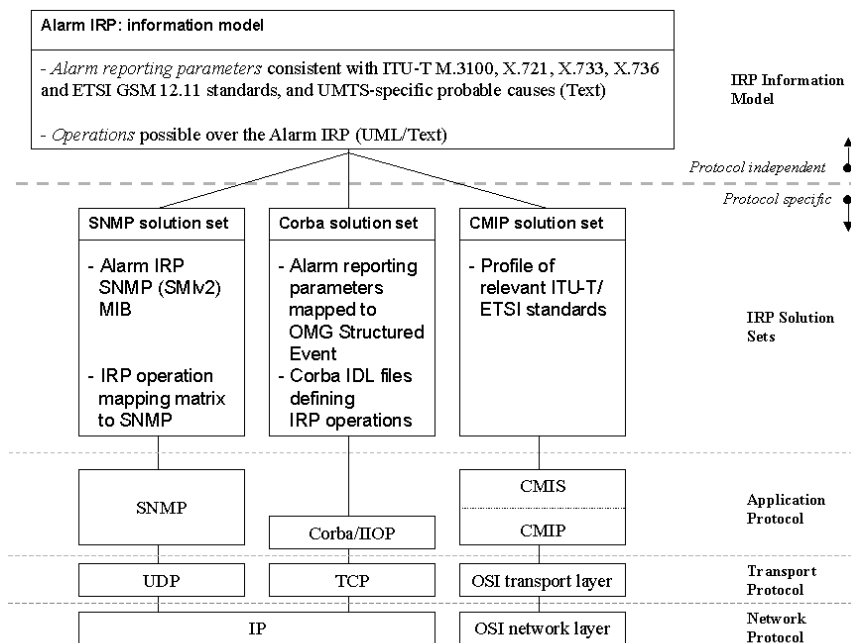 Alarm IRP: information model
- Alarm reporting parameters consistent with ITU-T M.3100, X.721, X.733, X.736
and ETSI GSM 12.11 standards, and UMTS-specific probable causes (Text)
- Operations possible over the Alarm IRP (UML/Text)
IRP Information
Model
Protocol independent
Protocol specific
SNMP solution set
- Alarm IRP
SNMP (SMIv2)
MIB
- IRP operation
mapping matrix
to SNMP
Corba solution set
- Alarm reporting
parameters
mapped to
OMG Structured
Event
- Corba IDL files
defining
IRP operations
CMIP solution set
- Profile of
relevant ITU-T/
ETSI standards
IRP Solution
Sets
SNMP
Corba/IIOP
CMIS
CMIP
Application
Protocol
UDP
TCP
OSI transport layer
Transport
Protocol
IP
OSI network layer
Network
Protocol